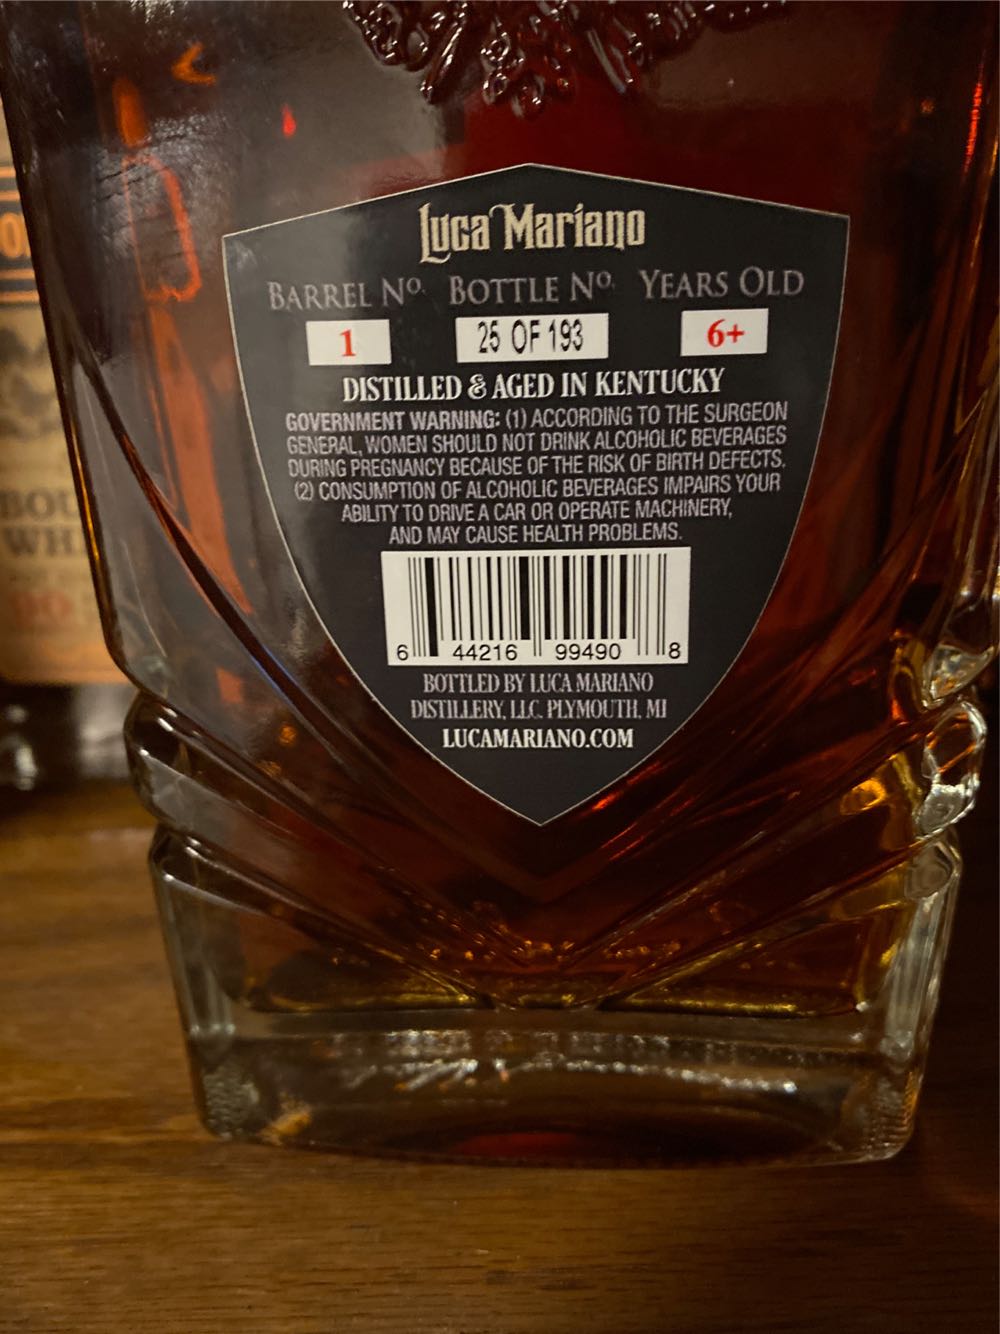 Luca Mariano
BARREL No. BOTTLE No. YEARS OLD
1 25 OF 193 6+
DISTILLED & AGED IN KENTUCKY
GOVERNMENT WARNING: (1) ACCORDING TO THE SURGEON
GENERAL, WOMEN SHOULD NOT DRINK ALCOHOLIC BEVERAGES
DURING PREGNANCY BECAUSE OF THE RISK OF BIRTH DEFECTS.
(2) CONSUMPTION OF ALCOHOLIC BEVERAGES IMPAIRS YOUR
ABILITY TO DRIVE A CAR OR OPERATE MACHINERY,
AND MAY CAUSE HEALTH PROBLEMS.
6 44216 99490 8
BOTTLED BY LUCA MARIANO
DISTILLERY, LLC. PLYMOUTH, MI
LUCAMARIANO.COM
BOU
WH
90